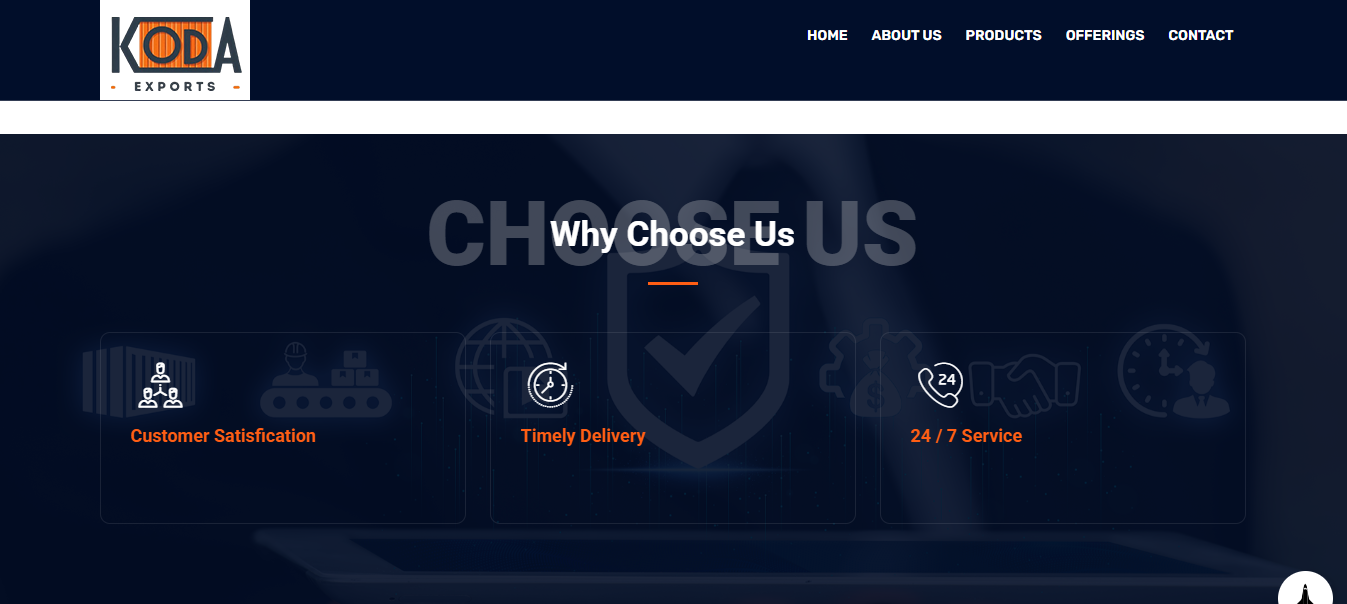 KODA
EXPORTS
HOME ABOUT US PRODUCTS OFFERINGS CONTACT
CHOOSE US
Why Choose Us
24
Customer Satisfication
Timely Delivery
24 / 7 Service